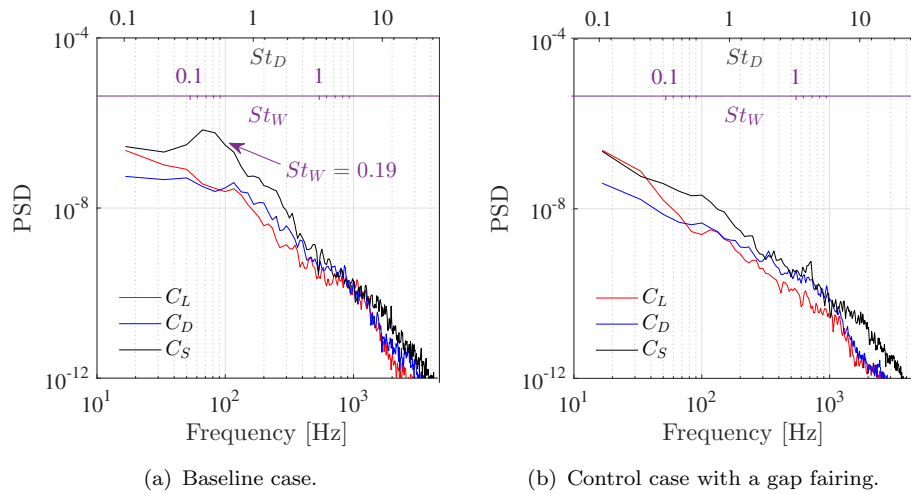 0.1 1 10
0.1 1 10
10^-4
St_D
0.1 1
St_W
St_W = 0.19
PSD
10^-8
C_L
C_D
C_S
10^-12
10^1 10^2 10^3
Frequency [Hz]
(a) Baseline case.
10^-4
St_D
0.1 1
St_W
PSD
10^-8
C_L
C_D
C_S
10^-12
10^1 10^2 10^3
Frequency [Hz]
(b) Control case with a gap fairing.